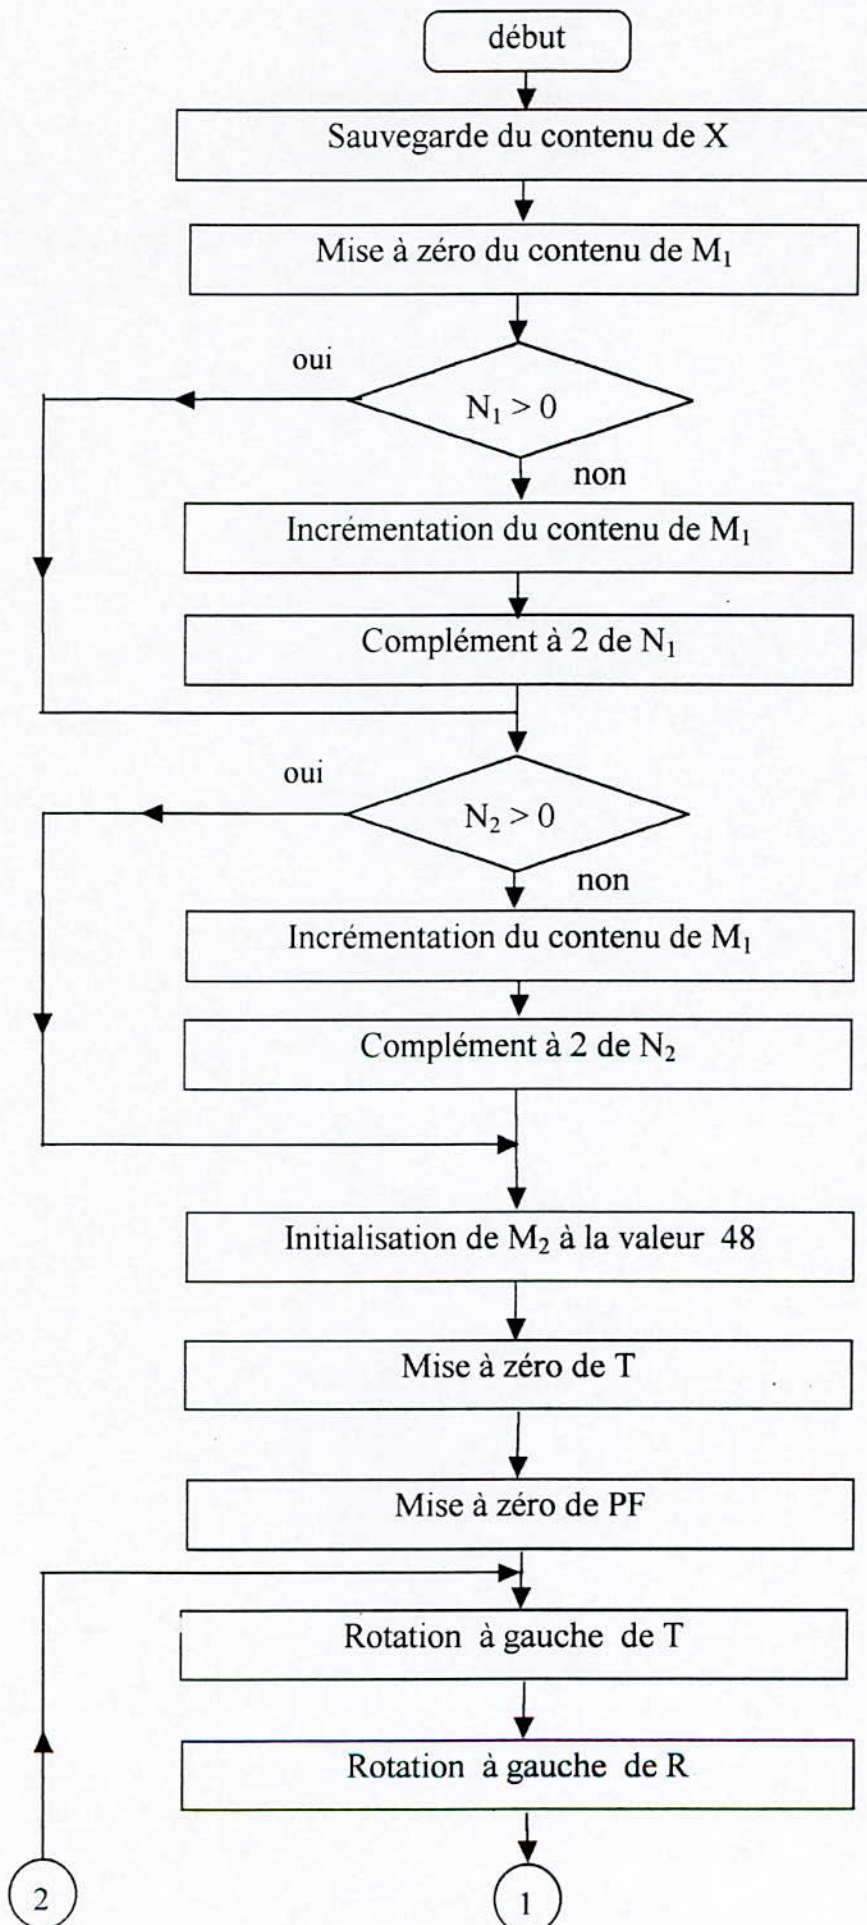 début
Sauvegarde du contenu de X
Mise à zéro du contenu de M₁
oui
N₁ > 0
non
Incrémentation du contenu de M₁
Complément à 2 de N₁
oui
N₂ > 0
non
Incrémentation du contenu de M₁
Complément à 2 de N₂
Initialisation de M₂ à la valeur 48
Mise à zéro de T
Mise à zéro de PF
Rotation à gauche de T
Rotation à gauche de R
2
1